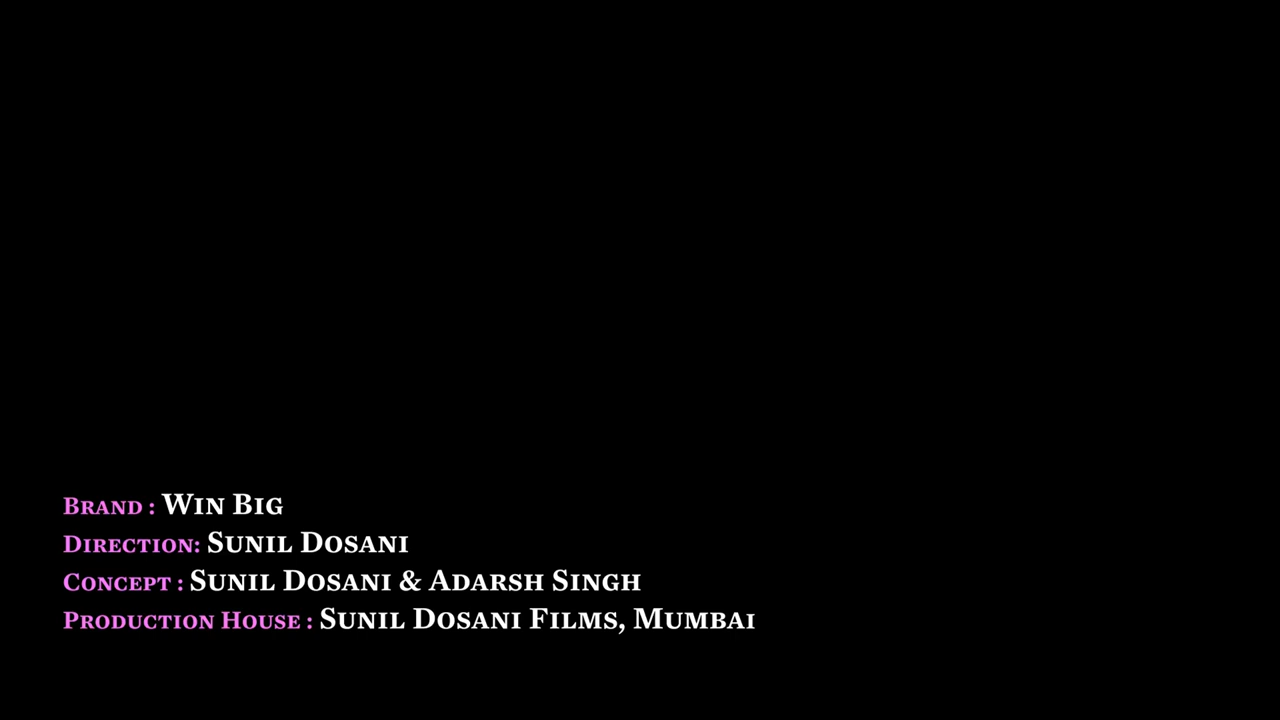 Brand : Win Big
Direction: Sunil Dosani
Concept : Sunil Dosani & Adarsh Singh
Production House : Sunil Dosani Films, Mumbai